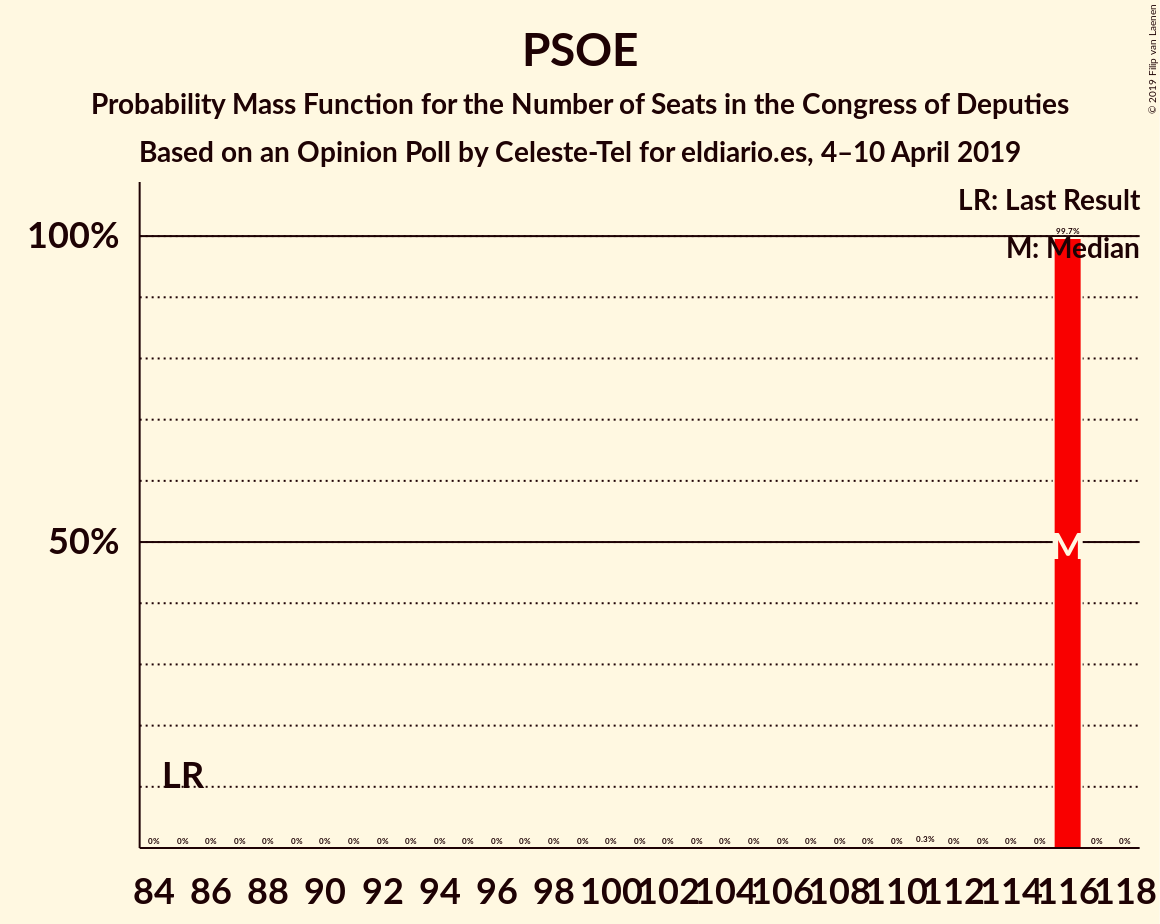 PSOE
Probability Mass Function for the Number of Seats in the Congress of Deputies
Based on an Opinion Poll by Celeste-Tel for eldiario.es, 4–10 April 2019
© 2019 Filip van Laenen
LR: Last Result
M: Median
100%
99.7%
50%
M
LR
0% 0% 0% 0% 0% 0% 0% 0% 0% 0% 0% 0% 0% 0% 0% 0% 0% 0% 0% 0% 0% 0% 0% 0% 0% 0% 0% 0.3% 0% 0% 0% 0% 0% 0%
84 86 88 90 92 94 96 98 100 102 104 106 108 110 112 114 116 118